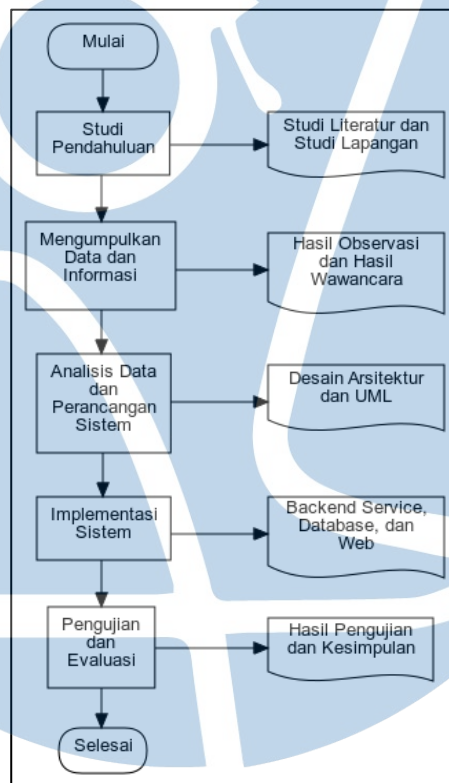 Mulai
Studi
Pendahuluan
Studi Literatur dan
Studi Lapangan
Mengumpulkan
Data dan
Informasi
Hasil Observasi
dan Hasil
Wawancara
Analisis Data
dan
Perancangan
Sistem
Desain Arsitektur
dan UML
Implementasi
Sistem
Backend Service,
Database, dan
Web
Pengujian
dan
Evaluasi
Hasil Pengujian
dan Kesimpulan
Selesai